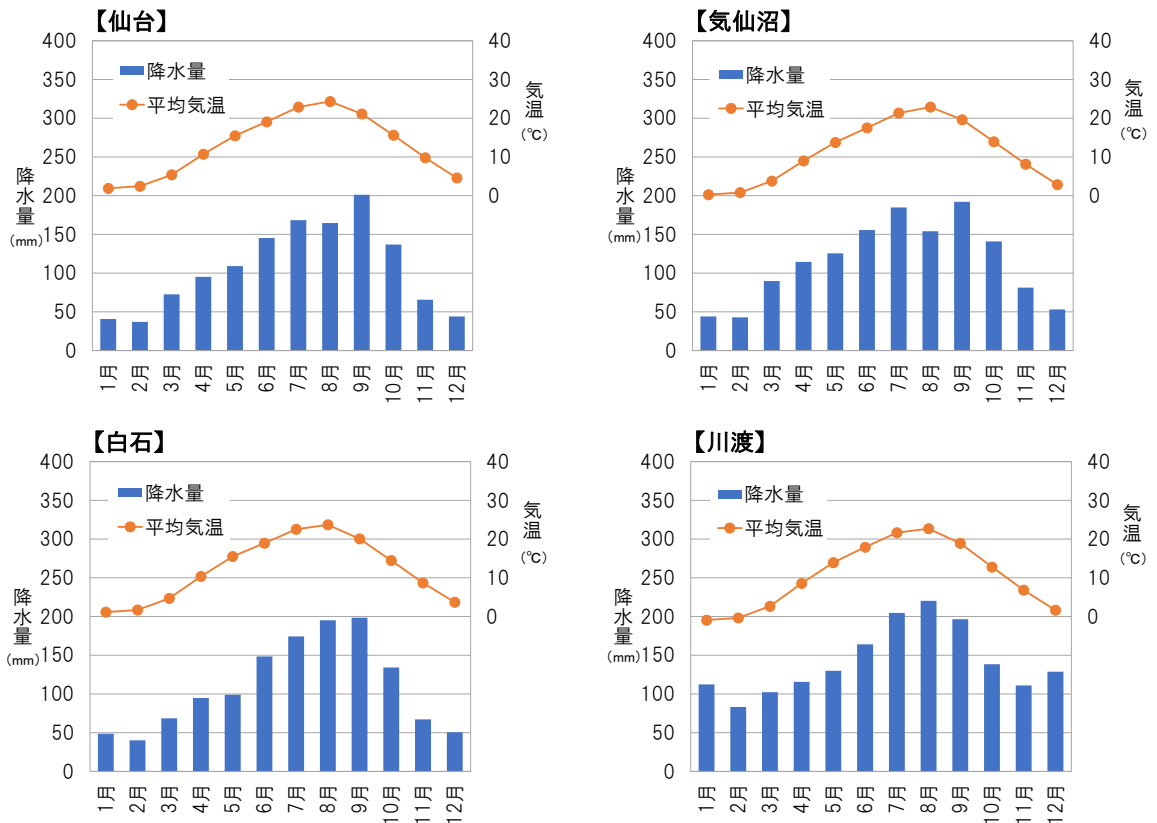 【仙台】
400
350
300
250
200
150
100
50
0
降水量
(mm)
40
30
20
10
0
気温
(℃)
降水量
平均気温
1月
2月
3月
4月
5月
6月
7月
8月
9月
10月
11月
12月
【気仙沼】
400
350
300
250
200
150
100
50
0
降水量
(mm)
40
30
20
10
0
気温
(℃)
降水量
平均気温
1月
2月
3月
4月
5月
6月
7月
8月
9月
10月
11月
12月
【白石】
400
350
300
250
200
150
100
50
0
降水量
(mm)
40
30
20
10
0
気温
(℃)
降水量
平均気温
1月
2月
3月
4月
5月
6月
7月
8月
9月
10月
11月
12月
【川渡】
400
350
300
250
200
150
100
50
0
降水量
(mm)
40
30
20
10
0
気温
(℃)
降水量
平均気温
1月
2月
3月
4月
5月
6月
7月
8月
9月
10月
11月
12月